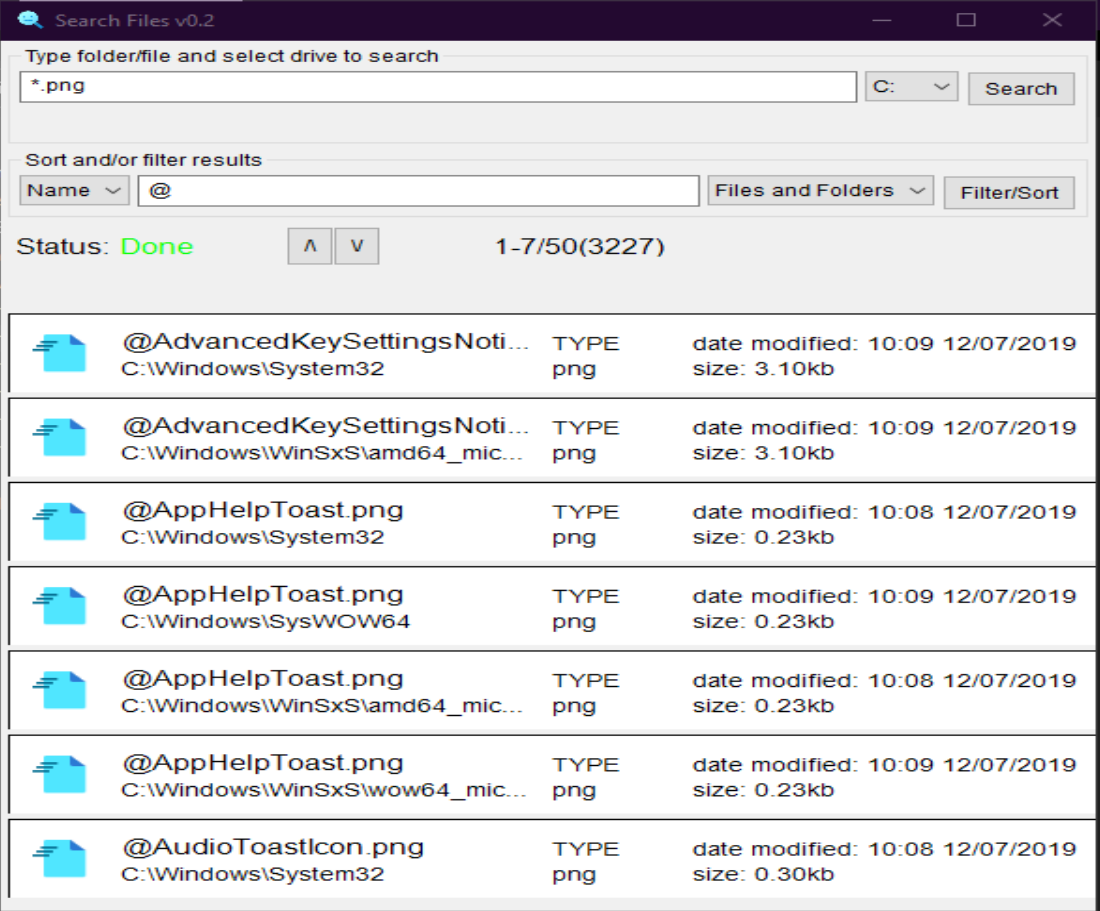 Search Files v0.2
Type folder/file and select drive to search
*.png C: Search
Sort and/or filter results
Name @ Files and Folders Filter/Sort
Status: Done ʌ v 1-7/50(3227)
@AdvancedKeySettingsNoti... TYPE date modified: 10:09 12/07/2019
C:\Windows\System32 png size: 3.10kb
@AdvancedKeySettingsNoti... TYPE date modified: 10:09 12/07/2019
C:\Windows\WinSxS\amd64_mic... png size: 3.10kb
@AppHelpToast.png TYPE date modified: 10:08 12/07/2019
C:\Windows\System32 png size: 0.23kb
@AppHelpToast.png TYPE date modified: 10:09 12/07/2019
C:\Windows\SysWOW64 png size: 0.23kb
@AppHelpToast.png TYPE date modified: 10:08 12/07/2019
C:\Windows\WinSxS\amd64_mic... png size: 0.23kb
@AppHelpToast.png TYPE date modified: 10:09 12/07/2019
C:\Windows\WinSxS\wow64_mic... png size: 0.23kb
@AudioToastIcon.png TYPE date modified: 10:08 12/07/2019
C:\Windows\System32 png size: 0.30kb